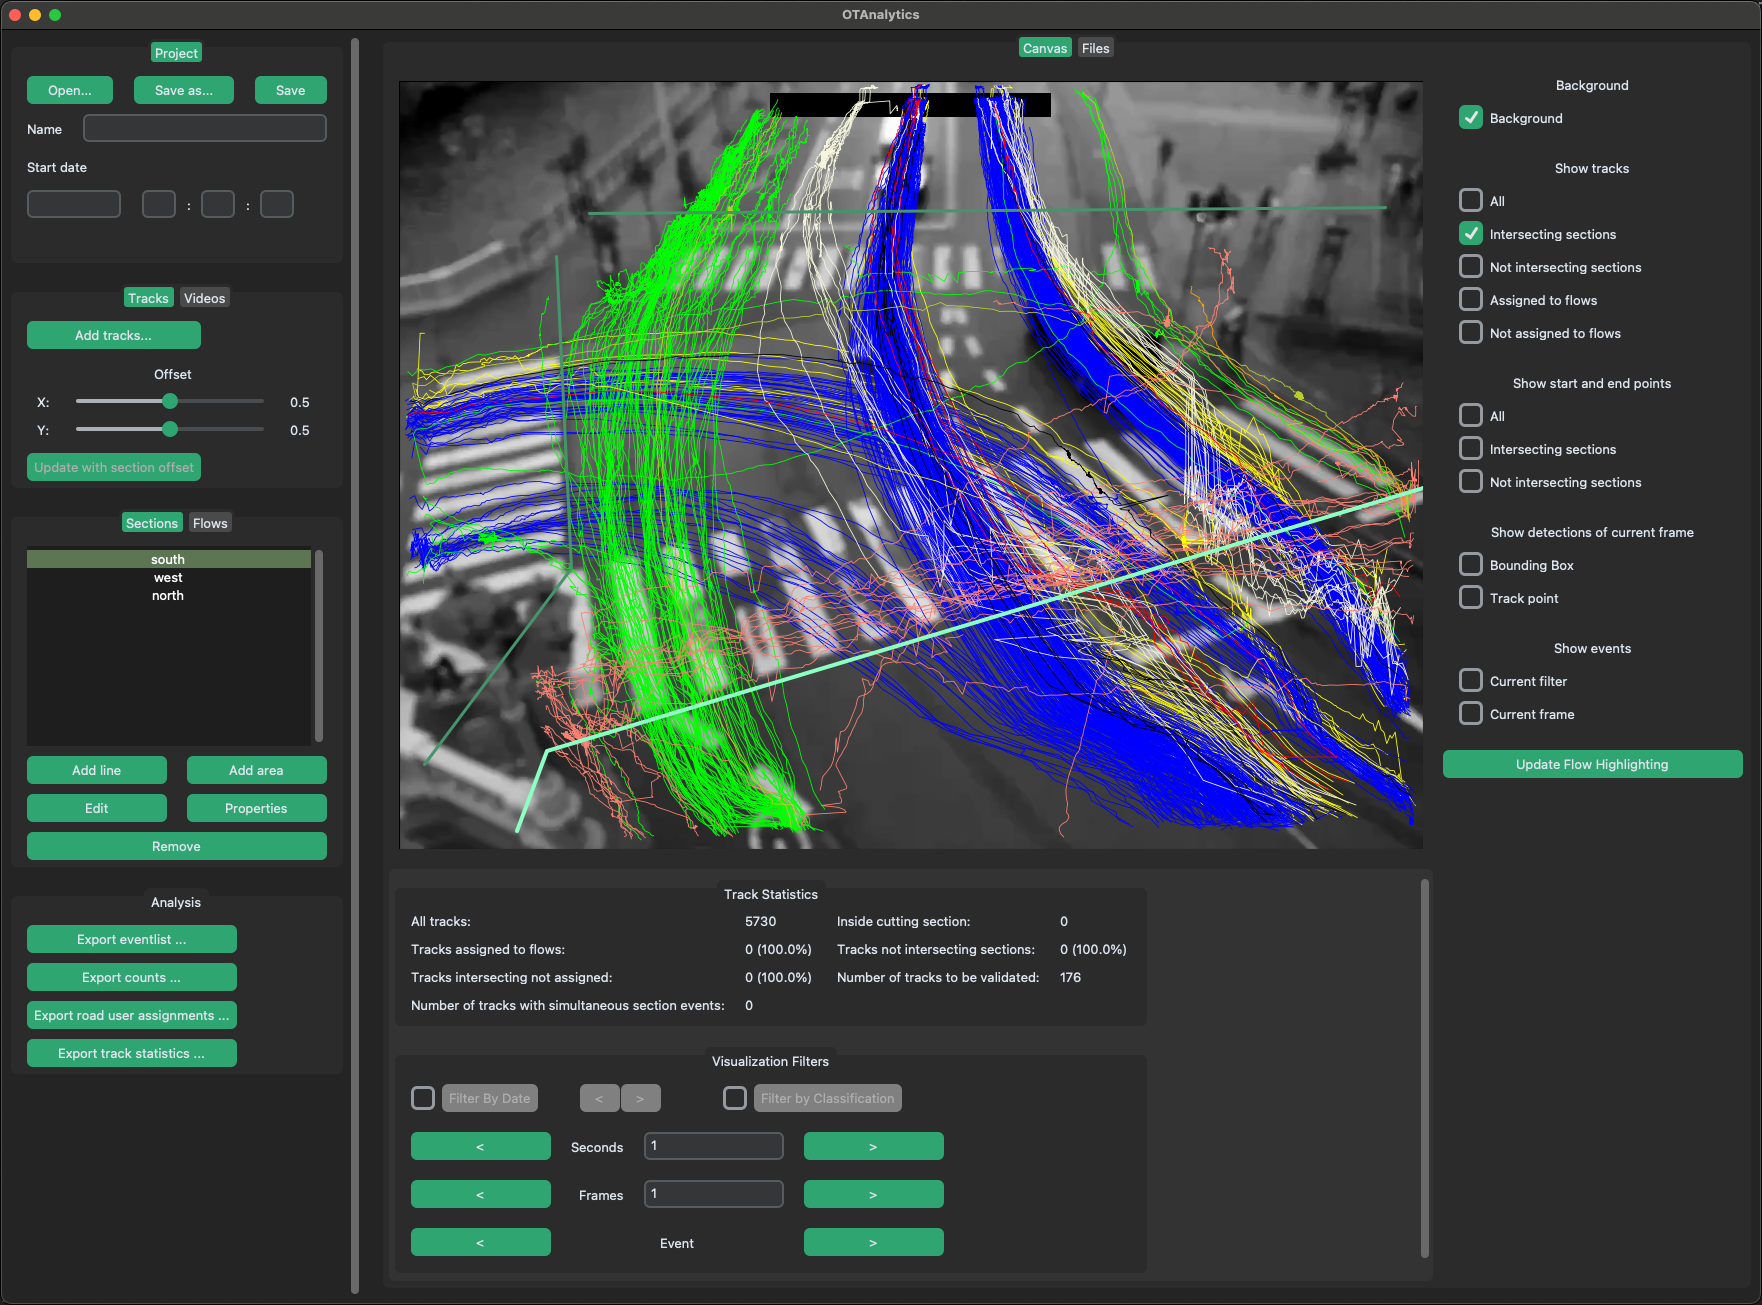 OTAnalytics
Project
Open...
Save as...
Save
Name
Start date
:
:
Tracks
Videos
Add tracks...
Offset
X:
0.5
Y:
0.5
Update with section offset
Sections
Flows
south
west
north
Add line
Add area
Edit
Properties
Remove
Analysis
Export eventlist ...
Export counts ...
Export road user assignments ...
Export track statistics ...
Canvas
Files
Track Statistics
All tracks:
5730
Inside cutting section:
0
Tracks assigned to flows:
0 (100.0%)
Tracks not intersecting sections:
0 (100.0%)
Tracks intersecting not assigned:
0 (100.0%)
Number of tracks to be validated:
176
Number of tracks with simultaneous section events:
0
Visualization Filters
Filter By Date
<
>
Filter by Classification
<
Seconds
1
>
<
Frames
1
>
<
Event
>
Background
Background
Show tracks
All
Intersecting sections
Not intersecting sections
Assigned to flows
Not assigned to flows
Show start and end points
All
Intersecting sections
Not intersecting sections
Show detections of current frame
Bounding Box
Track point
Show events
Current filter
Current frame
Update Flow Highlighting